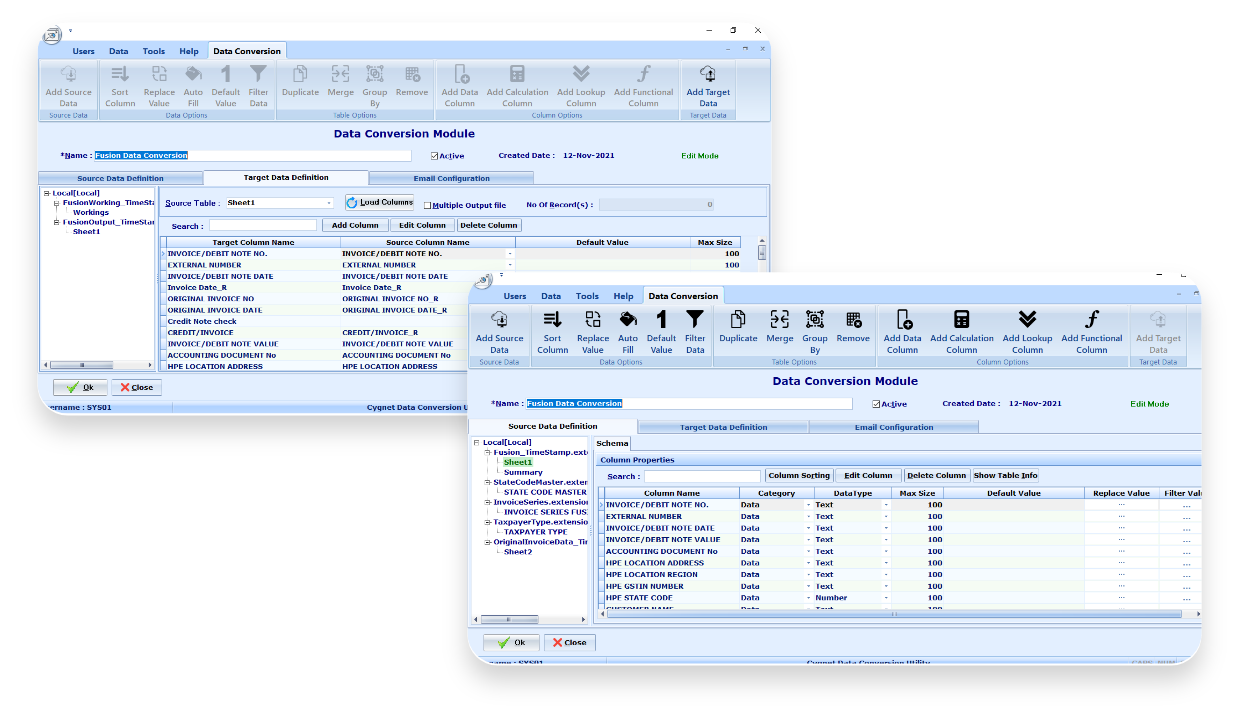 Users Data Tools Help Data Conversion
Add Source Data Sort Column Replace Value Auto Fill Default Value Filter Data Duplicate Merge Group By Remove Add Data Column Add Calculation Column Add Lookup Column Add Functional Column Add Target Data
Source Data Data Options Table Options Column Options Target Data
Data Conversion Module
*Name : Fusion Data Conversion Active Created Date : 12-Nov-2021 Edit Mode
Source Data Definition Target Data Definition Email Configuration
Local[Local]
FusionWorking_TimeSta
Workings
FusionOutput_TimeStar
Sheet1
Source Table : Sheet1 Load Columns Multiple Output file No Of Record(s) : 0
Search : Add Column Edit Column Delete Column
Target Column Name Source Column Name Default Value Max Size
INVOICE/DEBIT NOTE NO. INVOICE/DEBIT NOTE NO. 100
EXTERNAL NUMBER EXTERNAL NUMBER 100
INVOICE/DEBIT NOTE DATE INVOICE/DEBIT NOTE DATE
Invoice Date_R Invoice Date_R
ORIGINAL INVOICE NO ORIGINAL INVOICE NO_R
ORIGINAL INVOICE DATE ORIGINAL INVOICE DATE_R
Credit Note check
CREDIT/INVOICE CREDIT/INVOICE_R
INVOICE/DEBIT NOTE VALUE INVOICE/DEBIT NOTE VALUE
ACCOUNTING DOCUMENT No ACCOUNTING DOCUMENT No
HPE LOCATION ADDRESS HPE LOCATION ADDRESS
Ok Close
ername : SYS01 Cygnet Data Conversion U
Users Data Tools Help Data Conversion
Add Source Data Sort Column Replace Value Auto Fill Default Value Filter Data Duplicate Merge Group By Remove Add Data Column Add Calculation Column Add Lookup Column Add Functional Column Add Target Data
Source Data Data Options Table Options Column Options Target Data
Data Conversion Module
*Name : Fusion Data Conversion Active Created Date : 12-Nov-2021 Edit Mode
Source Data Definition Target Data Definition Email Configuration
Local[Local]
Fusion_TimeStamp.exte
Sheet1
Summary
StateCodeMaster.exten
STATE CODE MASTER
InvoiceSeries.extension
INVOICE SERIES FUS
TaxpayerType.extensio
TAXPAYER TYPE
OriginalInvoiceData_Tim
Sheet2
Schema
Column Properties
Search : Column Sorting Edit Column Delete Column Show Table Info
Column Name Category DataType Max Size Default Value Replace Value Filter Valu
INVOICE/DEBIT NOTE NO. Data Text 100 ... ...
EXTERNAL NUMBER Data Text 100 ... ...
INVOICE/DEBIT NOTE DATE Data Text 100 ... ...
INVOICE/DEBIT NOTE VALUE Data Text 100 ... ...
ACCOUNTING DOCUMENT No Data Text 100 ... ...
HPE LOCATION ADDRESS Data Text 100 ... ...
HPE LOCATION REGION Data Text 100 ... ...
HPE GSTIN NUMBER Data Text 100 ... ...
HPE STATE CODE Data Number 100 ... ...
CUSTOMER NAME Data Text 100
Ok Close
ername : SYS01 Cygnet Data Conversion Utility CAPS NUM